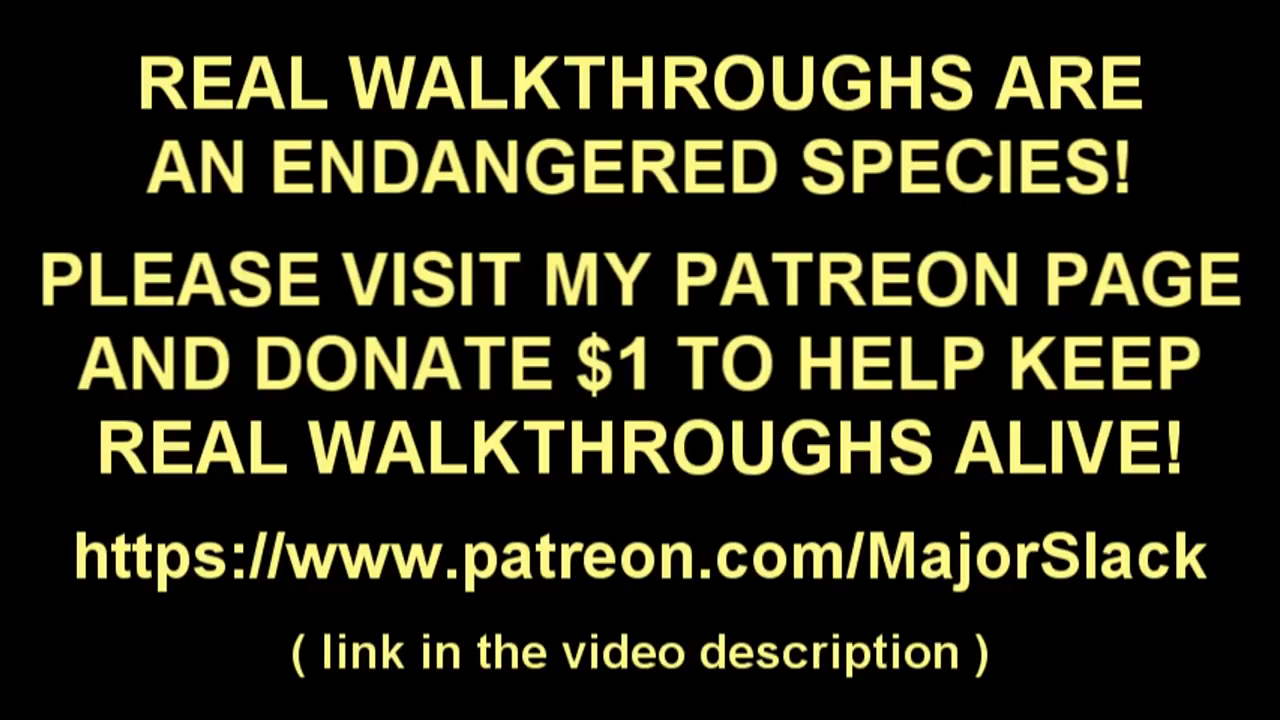 REAL WALKTHROUGHS ARE
AN ENDANGERED SPECIES!
PLEASE VISIT MY PATREON PAGE
AND DONATE $1 TO HELP KEEP
REAL WALKTHROUGHS ALIVE!
https://www.patreon.com/MajorSlack
( link in the video description )